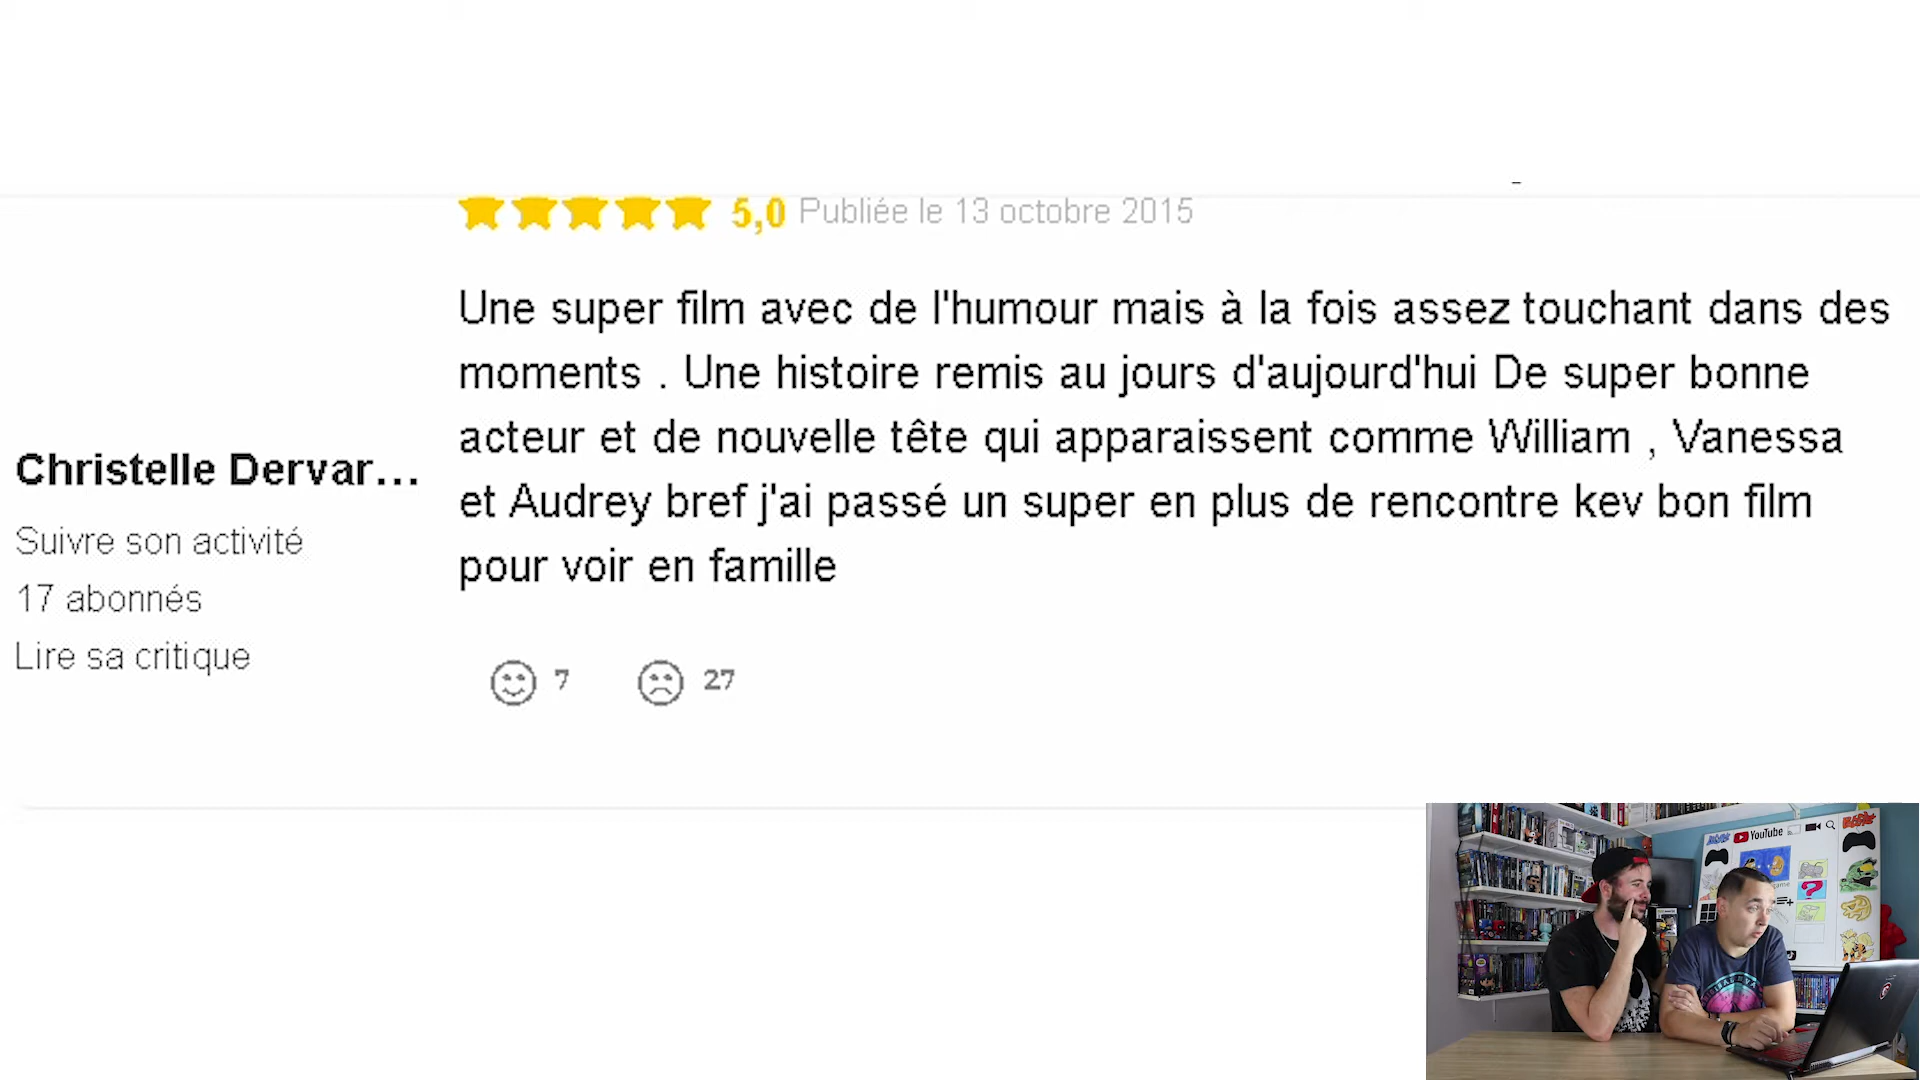 5,0 Publiée le 13 octobre 2015
Une super film avec de l'humour mais à la fois assez touchant dans des
moments . Une histoire remis au jours d'aujourd'hui De super bonne
acteur et de nouvelle tête qui apparaissent comme William , Vanessa
et Audrey bref j'ai passé un super en plus de rencontre kev bon film
pour voir en famille
Christelle Dervar...
Suivre son activité
17 abonnés
Lire sa critique
7 27
YouTube